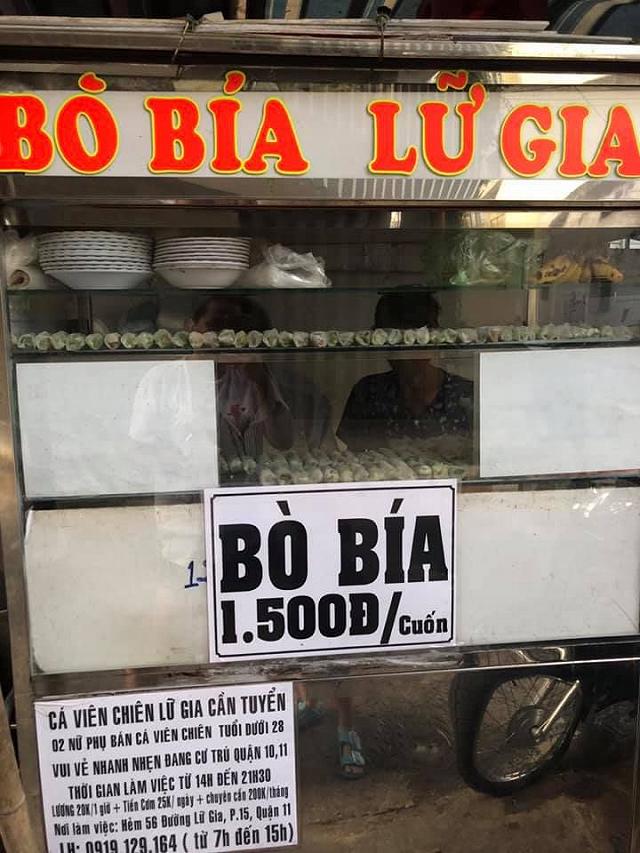 BÒ BÍA LỮ GIA
BÒ BÍA
1.500Đ/Cuốn
CÁ VIÊN CHIÊN LỮ GIA CẦN TUYỂN
02 NỮ PHỤ BÁN CÁ VIÊN CHIÊN TUỔI DƯỚI 28
VUI VẺ NHANH NHẸN ĐANG CƯ TRÚ QUẬN 10,11
THỜI GIAN LÀM VIỆC TỪ 14H ĐẾN 21H30
LƯƠNG 20K/1 giờ + Tiền Cơm 25K/ngày + chuyên cần 200K/tháng
Nơi làm việc: Hẻm 56 Đường Lữ Gia, P.15, Quận 11
LH: 0919.129.164 ( từ 7h đến 15h)